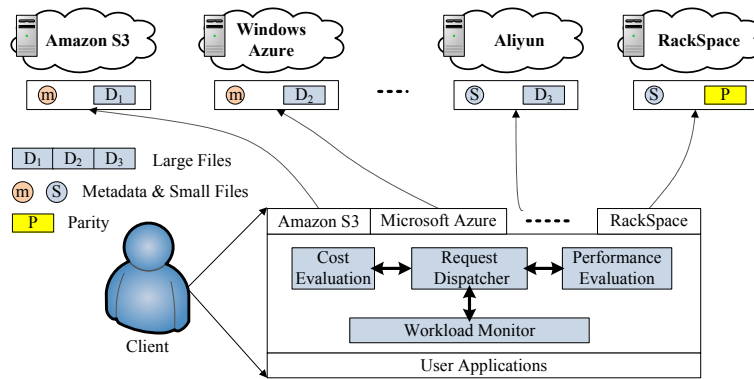 Amazon S3
Windows
Azure
Aliyun
RackSpace
m D1
m D2
S D3
S P
D1 D2 D3 Large Files
m S Metadata & Small Files
P Parity
Client
Amazon S3 Microsoft Azure RackSpace
Cost
Evaluation
Request
Dispatcher
Performance
Evaluation
Workload Monitor
User Applications